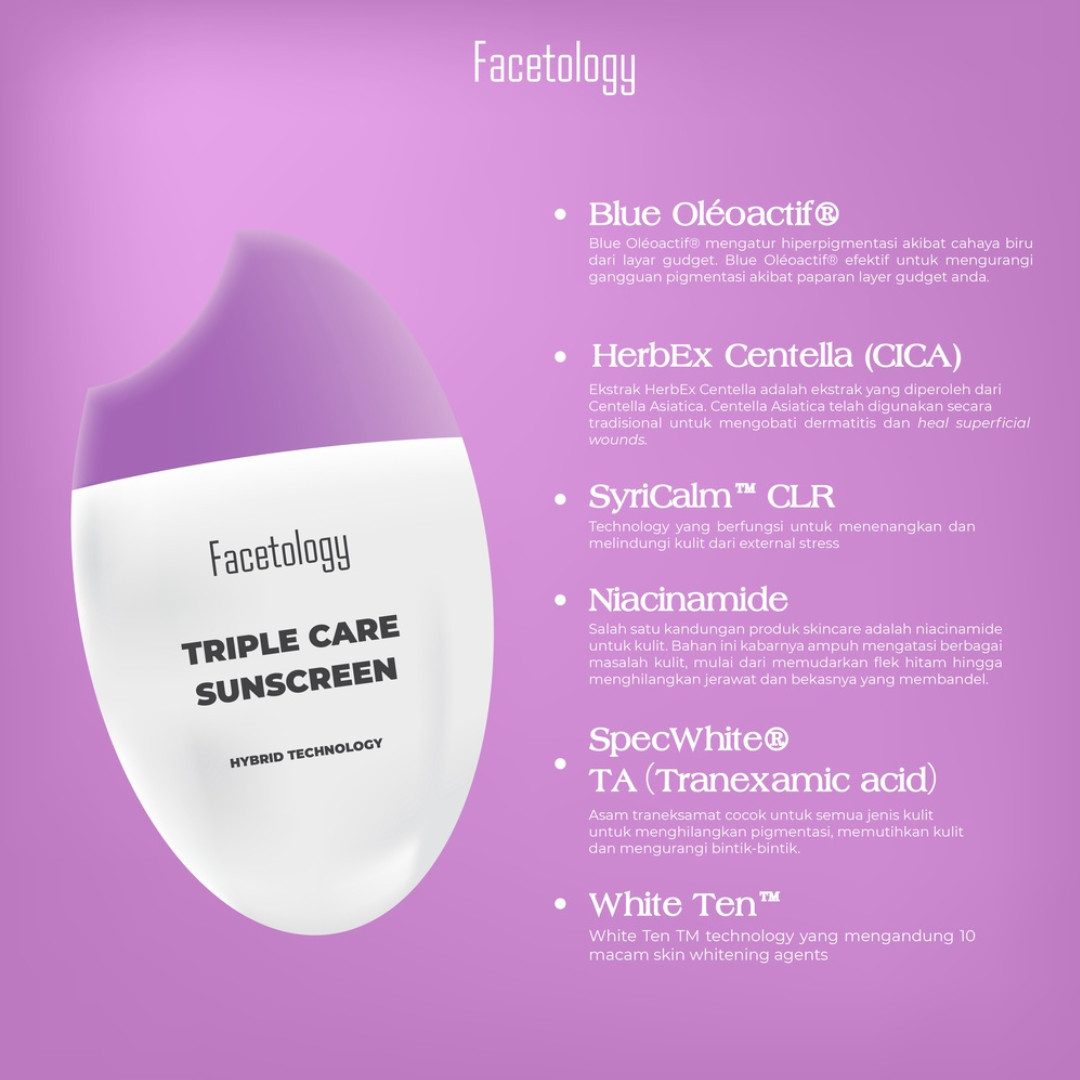 Facetology
Blue Oléoactif®
Blue Oléoactif® mengatur hiperpigmentasi akibat cahaya biru
dari layar gudget. Blue Oléoactif® efektif untuk mengurangi
gangguan pigmentasi akibat paparan layer gudget anda.
HerbEx Centella (CICA)
Ekstrak HerbEx Centella adalah ekstrak yang diperoleh dari
Centella Asiatica. Centella Asiatica telah digunakan secara
tradisional untuk mengobati dermatitis dan heal superficial
wounds.
SyriCalm™ CLR
Technology yang berfungsi untuk menenangkan dan
melindungi kulit dari external stress
Niacinamide
Salah satu kandungan produk skincare adalah niacinamide
untuk kulit. Bahan ini kabarnya ampuh mengatasi berbagai
masalah kulit, mulai dari memudarkan flek hitam hingga
menghilangkan jerawat dan bekasnya yang membandel.
SpecWhite®
TA (Tranexamic acid)
Asam traneksamat cocok untuk semua jenis kulit
untuk menghilangkan pigmentasi, memutihkan kulit
dan mengurangi bintik-bintik.
White Ten™
White Ten TM technology yang mengandung 10
macam skin whitening agents
Facetology
TRIPLE CARE
SUNSCREEN
HYBRID TECHNOLOGY